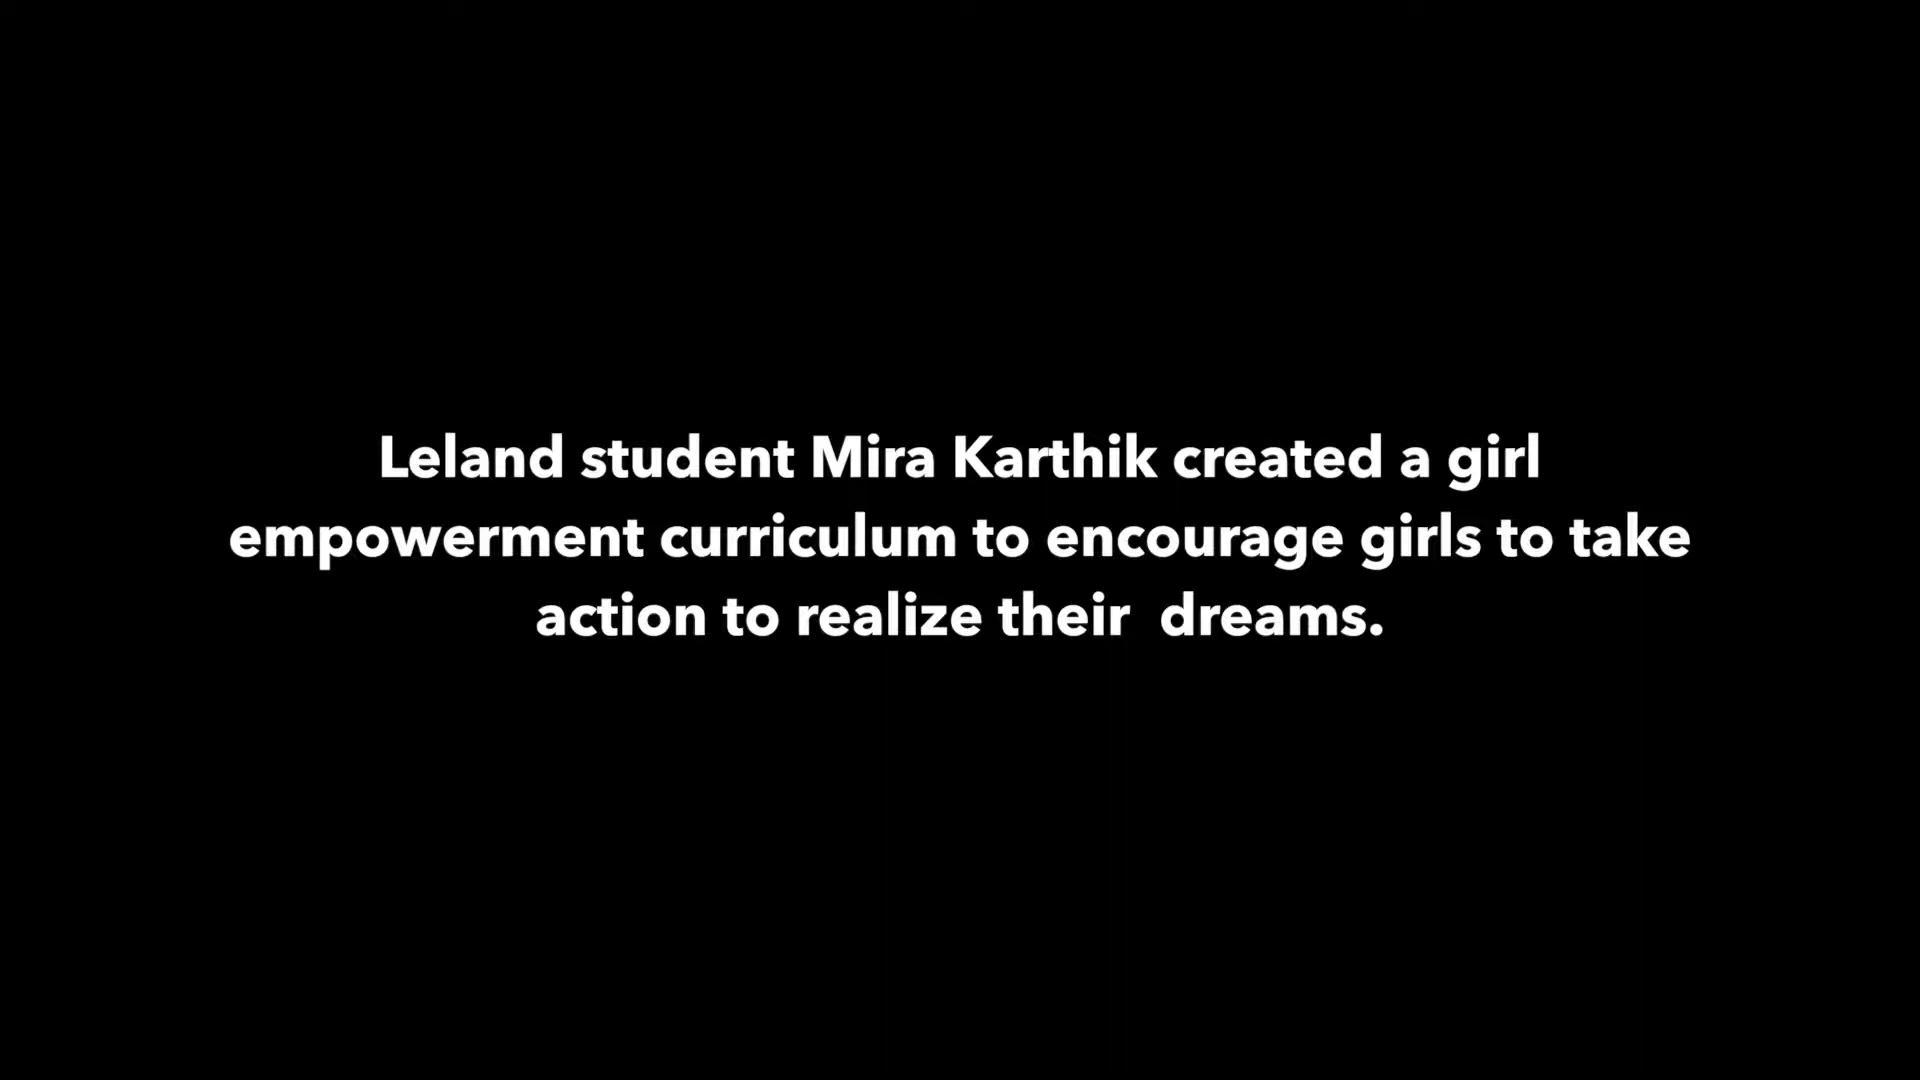 Leland student Mira Karthik created a girl
empowerment curriculum to encourage girls to take
action to realize their  dreams.